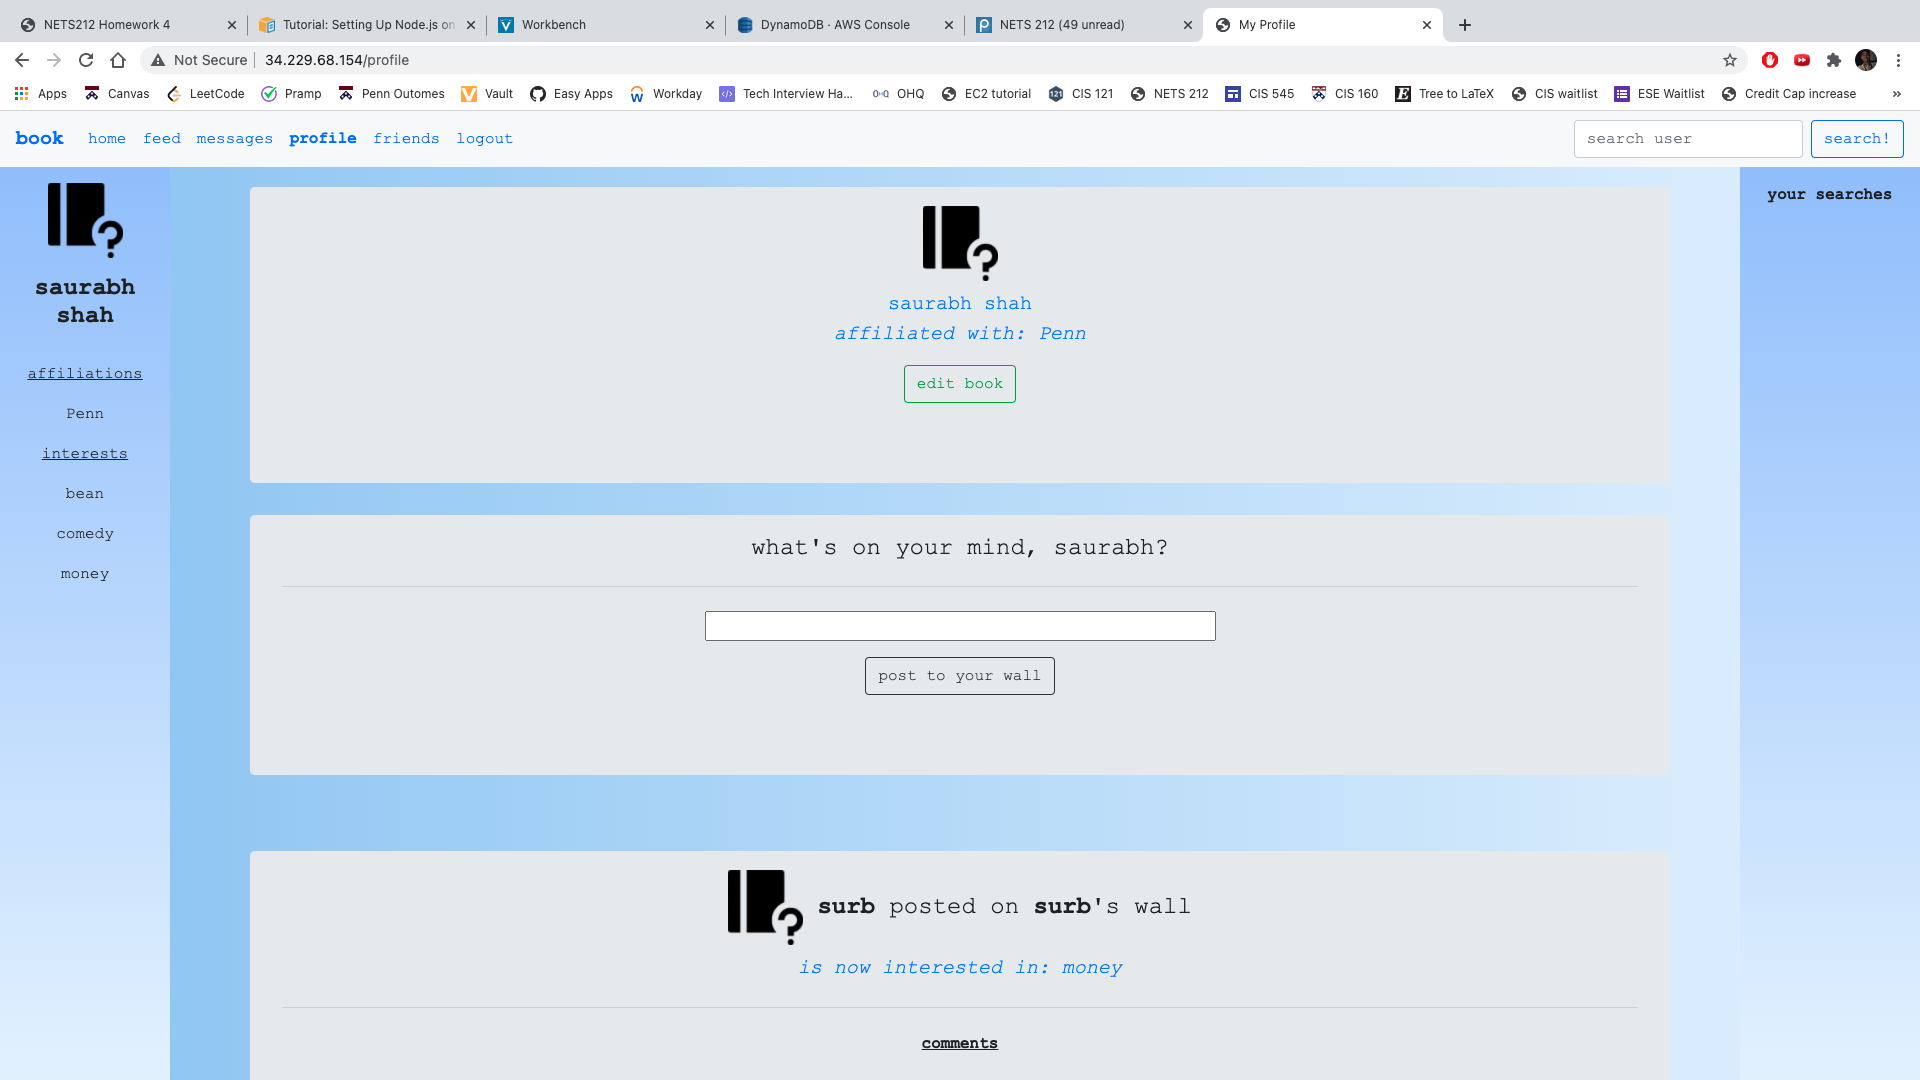 NETS212 Homework 4
Tutorial: Setting Up Node.js on
Workbench
DynamoDB · AWS Console
NETS 212 (49 unread)
My Profile
Not Secure 34.229.68.154/profile
Apps Canvas LeetCode Pramp Penn Outomes Vault Easy Apps Workday Tech Interview Ha... OHQ EC2 tutorial CIS 121 NETS 212 CIS 545 CIS 160 Tree to LaTeX CIS waitlist ESE Waitlist Credit Cap increase »
book home feed messages profile friends logout
search user search!
saurabh
shah
affiliations
Penn
interests
bean
comedy
money
saurabh shah
affiliated with: Penn
edit book
what's on your mind, saurabh?
post to your wall
surb posted on surb's wall
is now interested in: money
comments
your searches